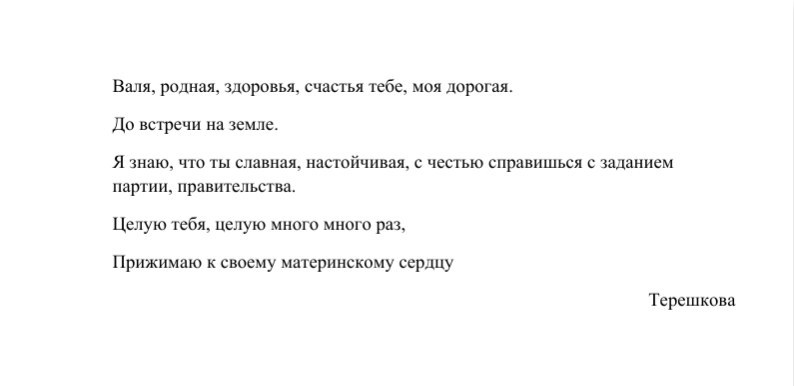 Валя, родная, здоровья, счастья тебе, моя дорогая.
До встречи на земле.
Я знаю, что ты славная, настойчивая, с честью справишься с заданием
партии, правительства.
Целую тебя, целую много много раз,
Прижимаю к своему материнскому сердцу
Терешкова